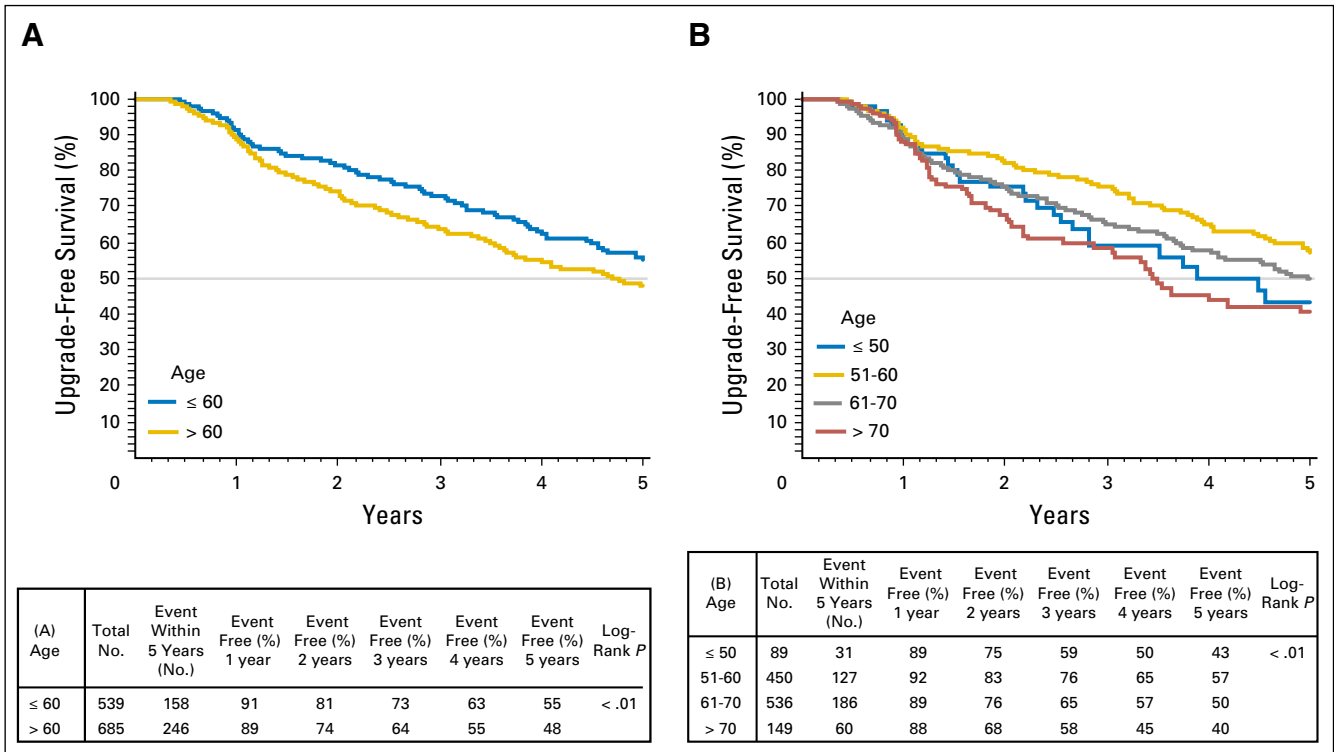 A
Upgrade-Free Survival (%)
100
90
80
70
60
50
40
30
20
10
Age
≤ 60
> 60
0 1 2 3 4 5
Years
(A) Age | Total No. | Event Within 5 Years (No.) | Event Free (%) 1 year | Event Free (%) 2 years | Event Free (%) 3 years | Event Free (%) 4 years | Event Free (%) 5 years | Log-Rank P
≤ 60 539 158 91 81 73 63 55 < .01
> 60 685 246 89 74 64 55 48
B
Upgrade-Free Survival (%)
100
90
80
70
60
50
40
30
20
10
Age
≤ 50
51-60
61-70
> 70
0 1 2 3 4 5
Years
(B) Age | Total No. | Event Within 5 Years (No.) | Event Free (%) 1 year | Event Free (%) 2 years | Event Free (%) 3 years | Event Free (%) 4 years | Event Free (%) 5 years | Log-Rank P
≤ 50 89 31 89 75 59 50 43 < .01
51-60 450 127 92 83 76 65 57
61-70 536 186 89 76 65 57 50
> 70 149 60 88 68 58 45 40